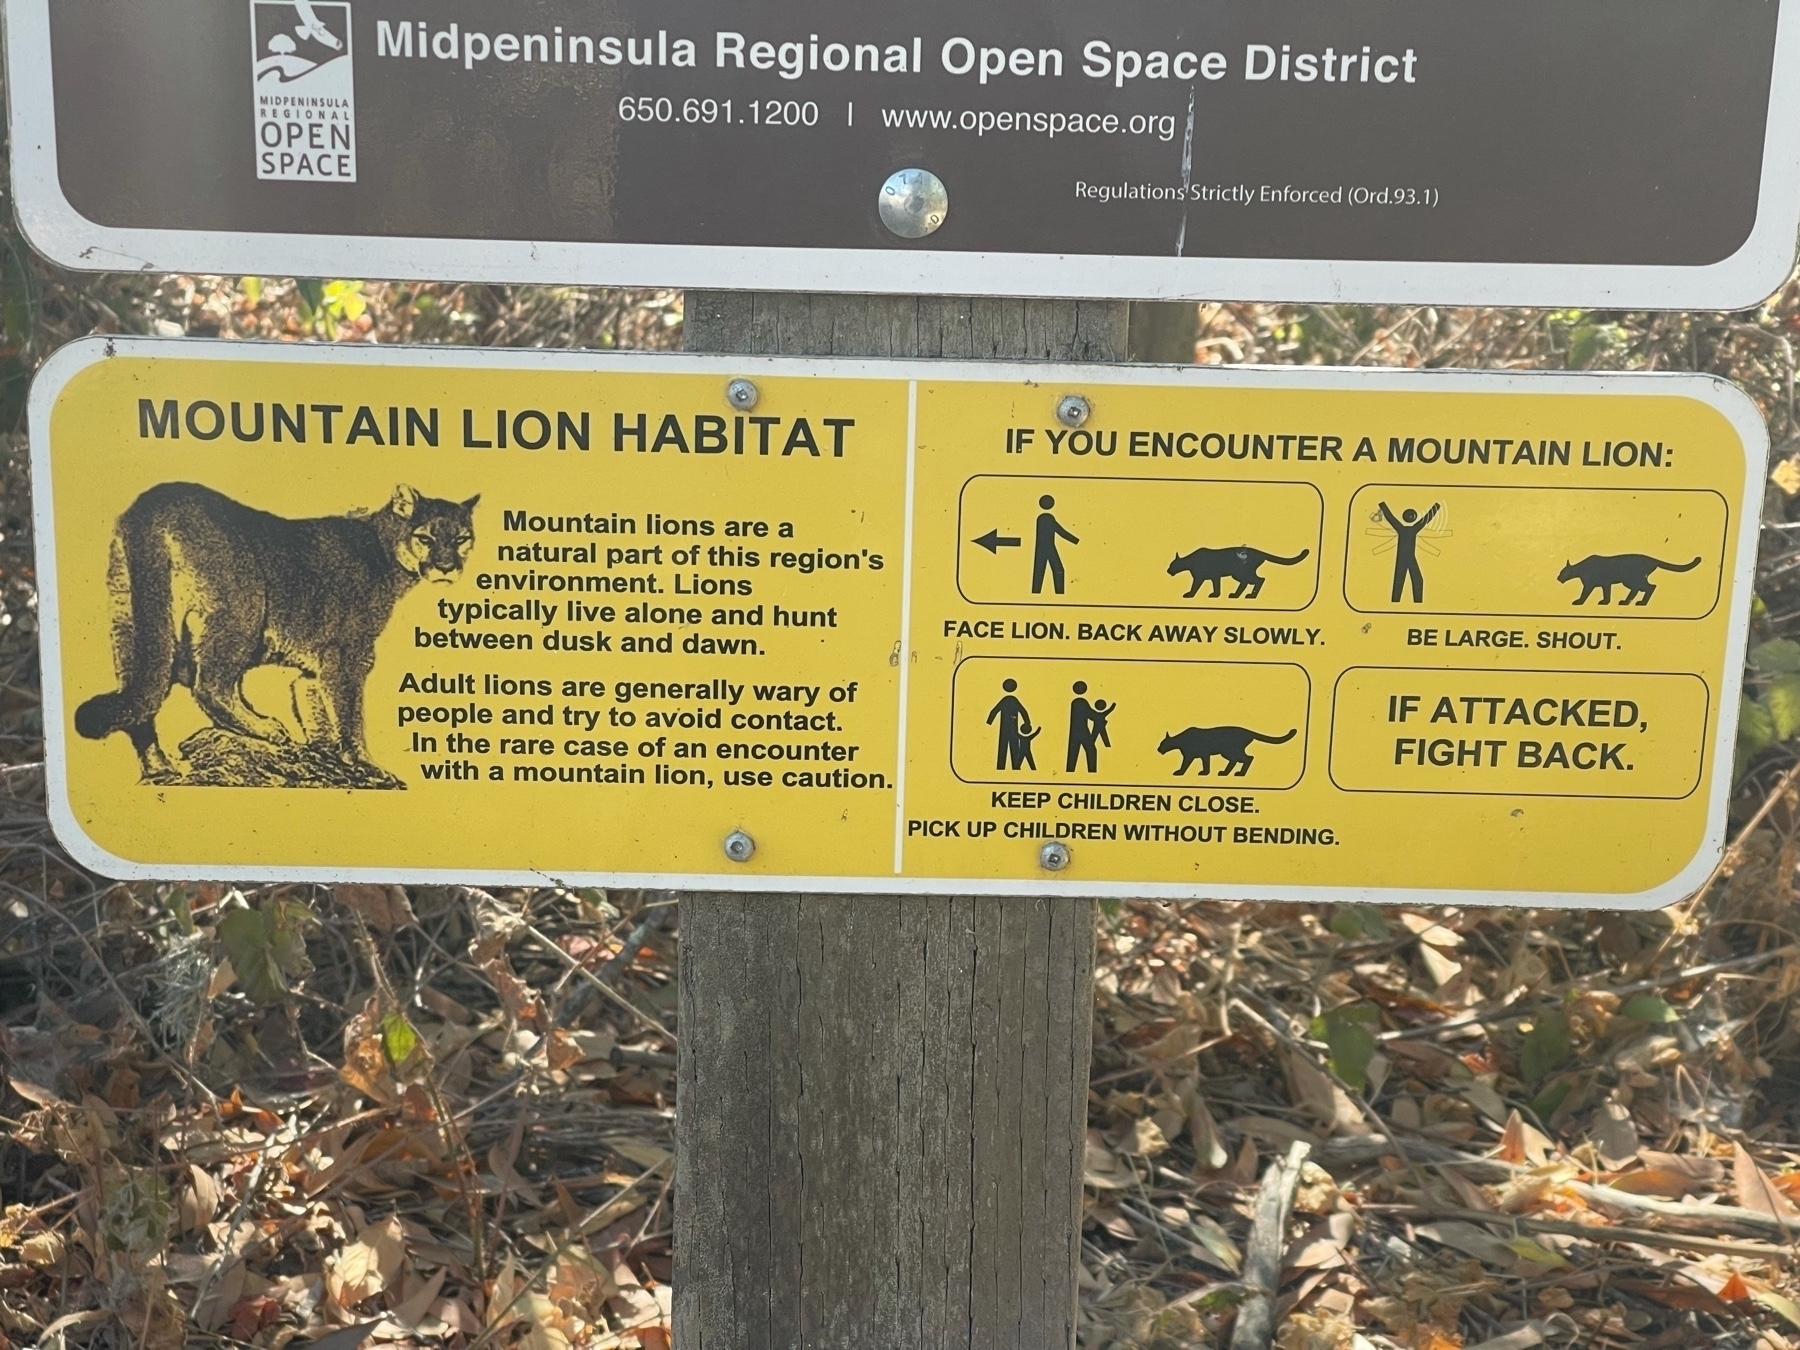 MIDPENINSULA
REGIONAL
OPEN
SPACE
Midpeninsula Regional Open Space District
650.691.1200 | www.openspace.org
Regulations Strictly Enforced (Ord.93.1)
MOUNTAIN LION HABITAT
Mountain lions are a
natural part of this region's
environment. Lions
typically live alone and hunt
between dusk and dawn.
Adult lions are generally wary of
people and try to avoid contact.
In the rare case of an encounter
with a mountain lion, use caution.
IF YOU ENCOUNTER A MOUNTAIN LION:
FACE LION. BACK AWAY SLOWLY.
BE LARGE. SHOUT.
KEEP CHILDREN CLOSE.
PICK UP CHILDREN WITHOUT BENDING.
IF ATTACKED,
FIGHT BACK.